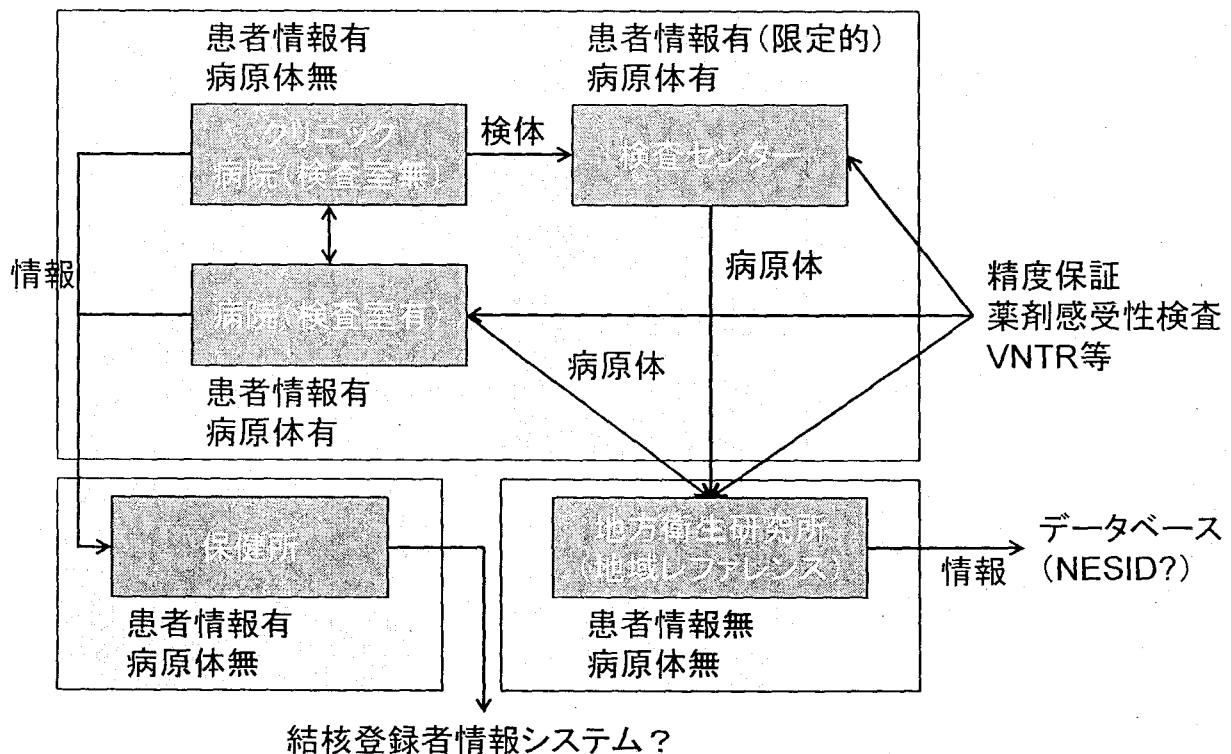 患者情報有
病原体無
患者情報有(限定的)
病原体有
クリニック
病院(検査室無)
検体
検査センター
情報
病原体
病院(検査室有)
病原体
精度保証
薬剤感受性検査
VNTR等
患者情報有
病原体有
保健所
地方衛生研究所
(地域レファレンス)
情報
データベース
(NESID?)
患者情報有
病原体無
患者情報無
病原体無
結核登録者情報システム?